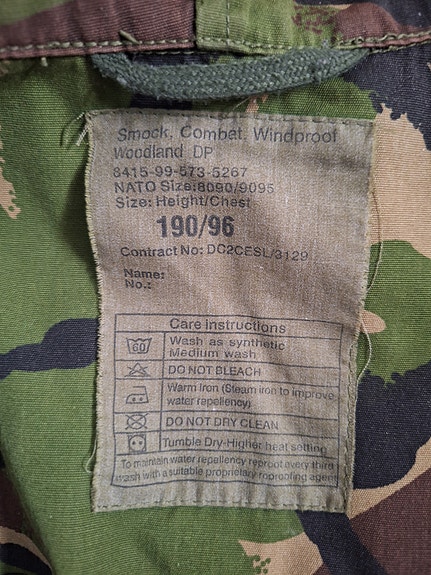 Smock, Combat, Windproof
Woodland DP
8415-99-573-5267
NATO Size:8090/9095
Size: Height/Chest
190/96
Contract No: DC2CESL/3129
Name:
No.:
Care instructions
60
Wash as synthetic
Medium wash
DO NOT BLEACH
Warm Iron (Steam iron to improve
water repellency)
DO NOT DRY CLEAN
Tumble Dry-Higher heat setting
To maintain water repellency reproof every third
wash with a suitable proprietary reproofing agent